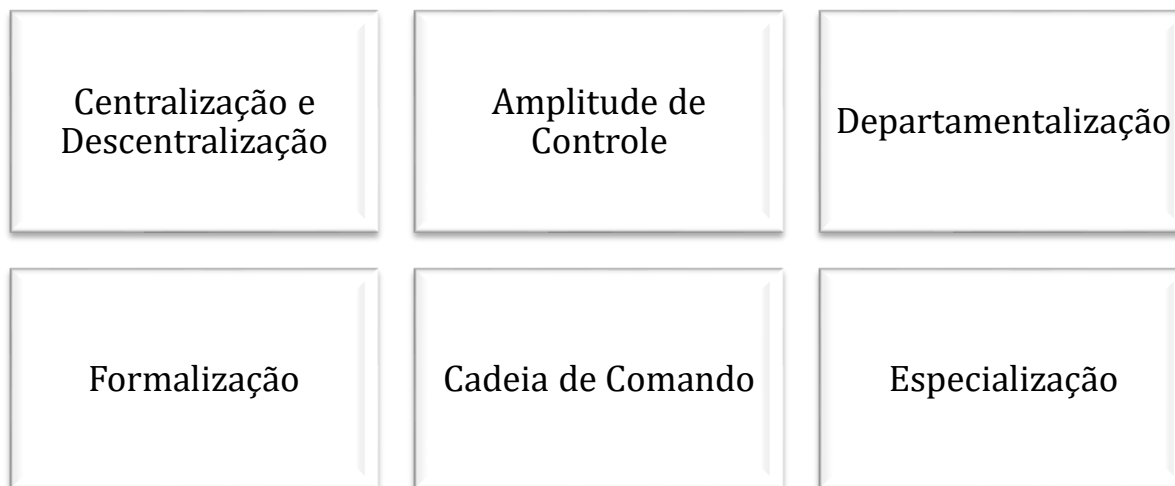 Centralização e
Descentralização
Amplitude de
Controle
Departamentalização
Formalização
Cadeia de Comando
Especialização